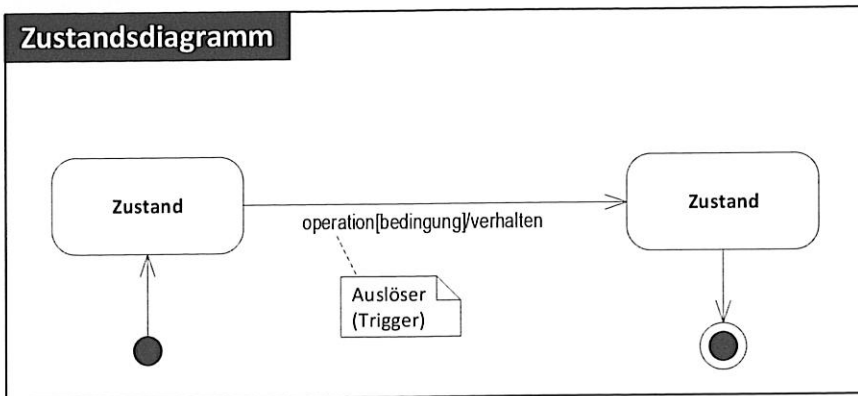 Zustandsdiagramm
Zustand
Zustand
operation[bedingung]/verhalten
Auslöser
(Trigger)